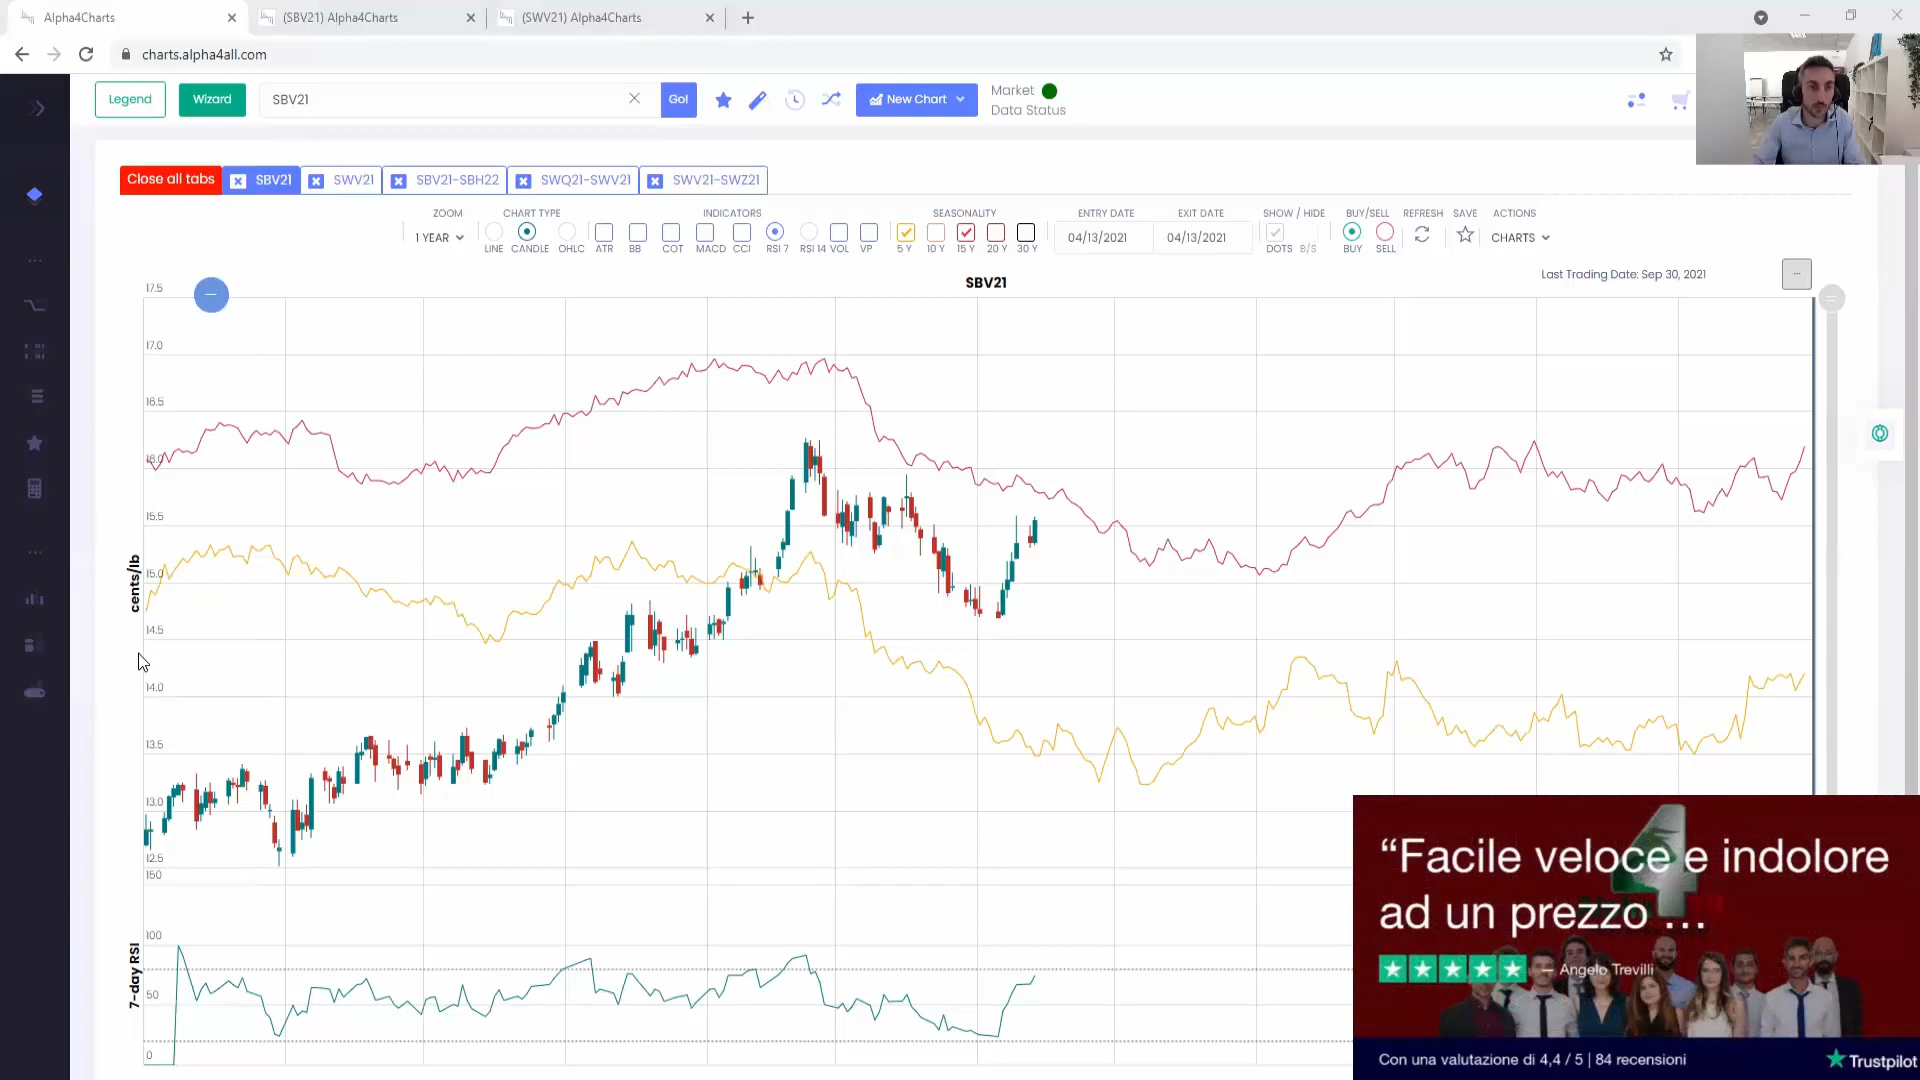 Alpha4Charts
(SBV21) Alpha4Charts
(SWV21) Alpha4Charts
charts.alpha4all.com
Legend
Wizard
SBV21
Go!
New Chart
Market
Data Status
Close all tabs
SBV21
SWV21
SBV21-SBH22
SWQ21-SWV21
SWV21-SWZ21
ZOOM
CHART TYPE
INDICATORS
SEASONALITY
ENTRY DATE
EXIT DATE
SHOW / HIDE
BUY/SELL
REFRESH
SAVE
ACTIONS
1 YEAR
LINE
CANDLE
OHLC
ATR
BB
COT
MACD
CCI
RSI 7
RSI 14
VOL
VP
5 Y
10 Y
15 Y
20 Y
30 Y
04/13/2021
04/13/2021
DOTS
B/S
BUY
SELL
CHARTS
SBV21
Last Trading Date: Sep 30, 2021
17.5
17.0
16.5
16.0
15.5
15.0
14.5
14.0
13.5
13.0
12.5
cents/lb
150
100
50
0
7-day RSI
“Facile veloce e indolore
ad un prezzo ...
— Angelo Trevilli
Con una valutazione di 4,4 / 5 | 84 recensioni
Trustpilot